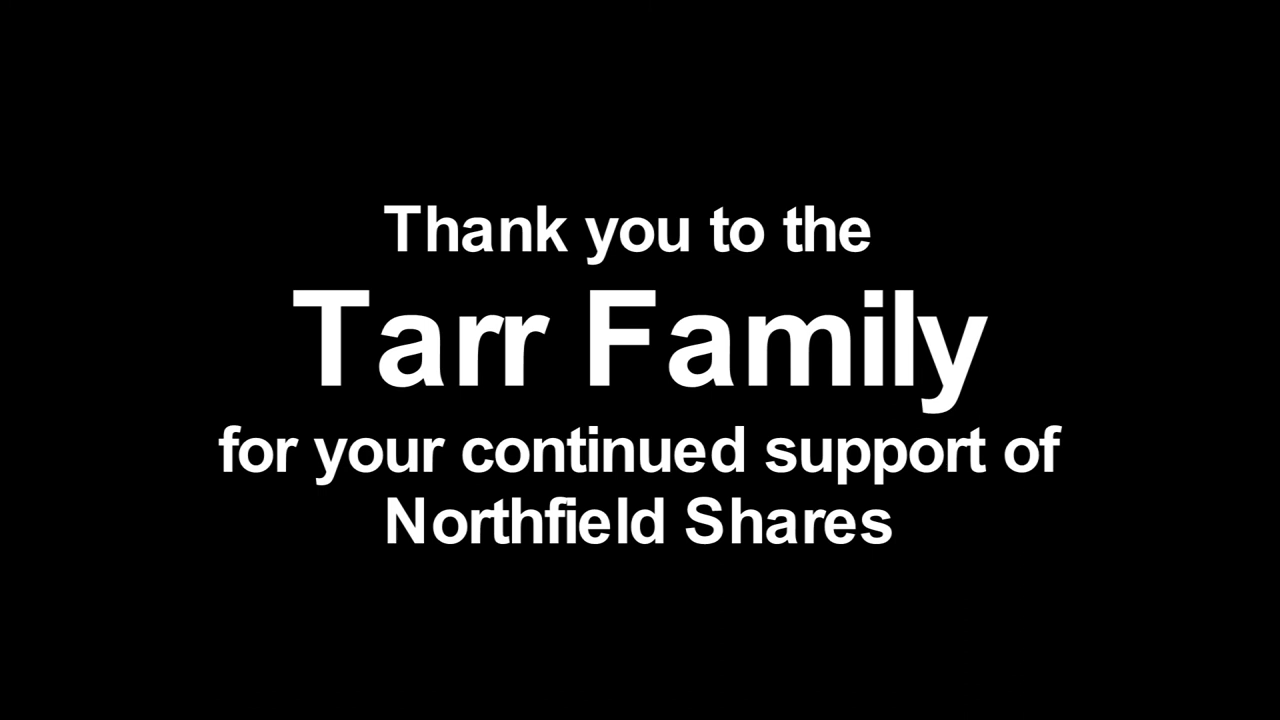 Thank you to the
Tarr Family
for your continued support of
Northfield Shares